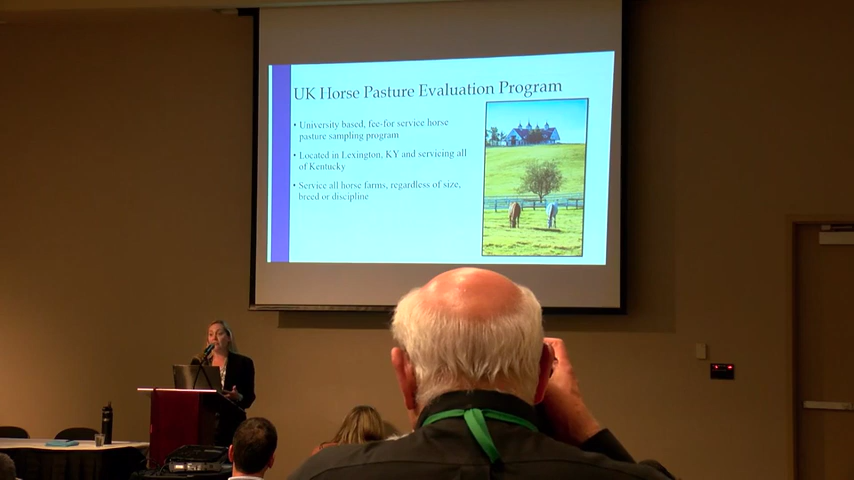 UK Horse Pasture Evaluation Program
• University based, fee-for service horse
pasture sampling program
• Located in Lexington, KY and servicing all
of Kentucky
• Service all horse farms, regardless of size,
breed or discipline